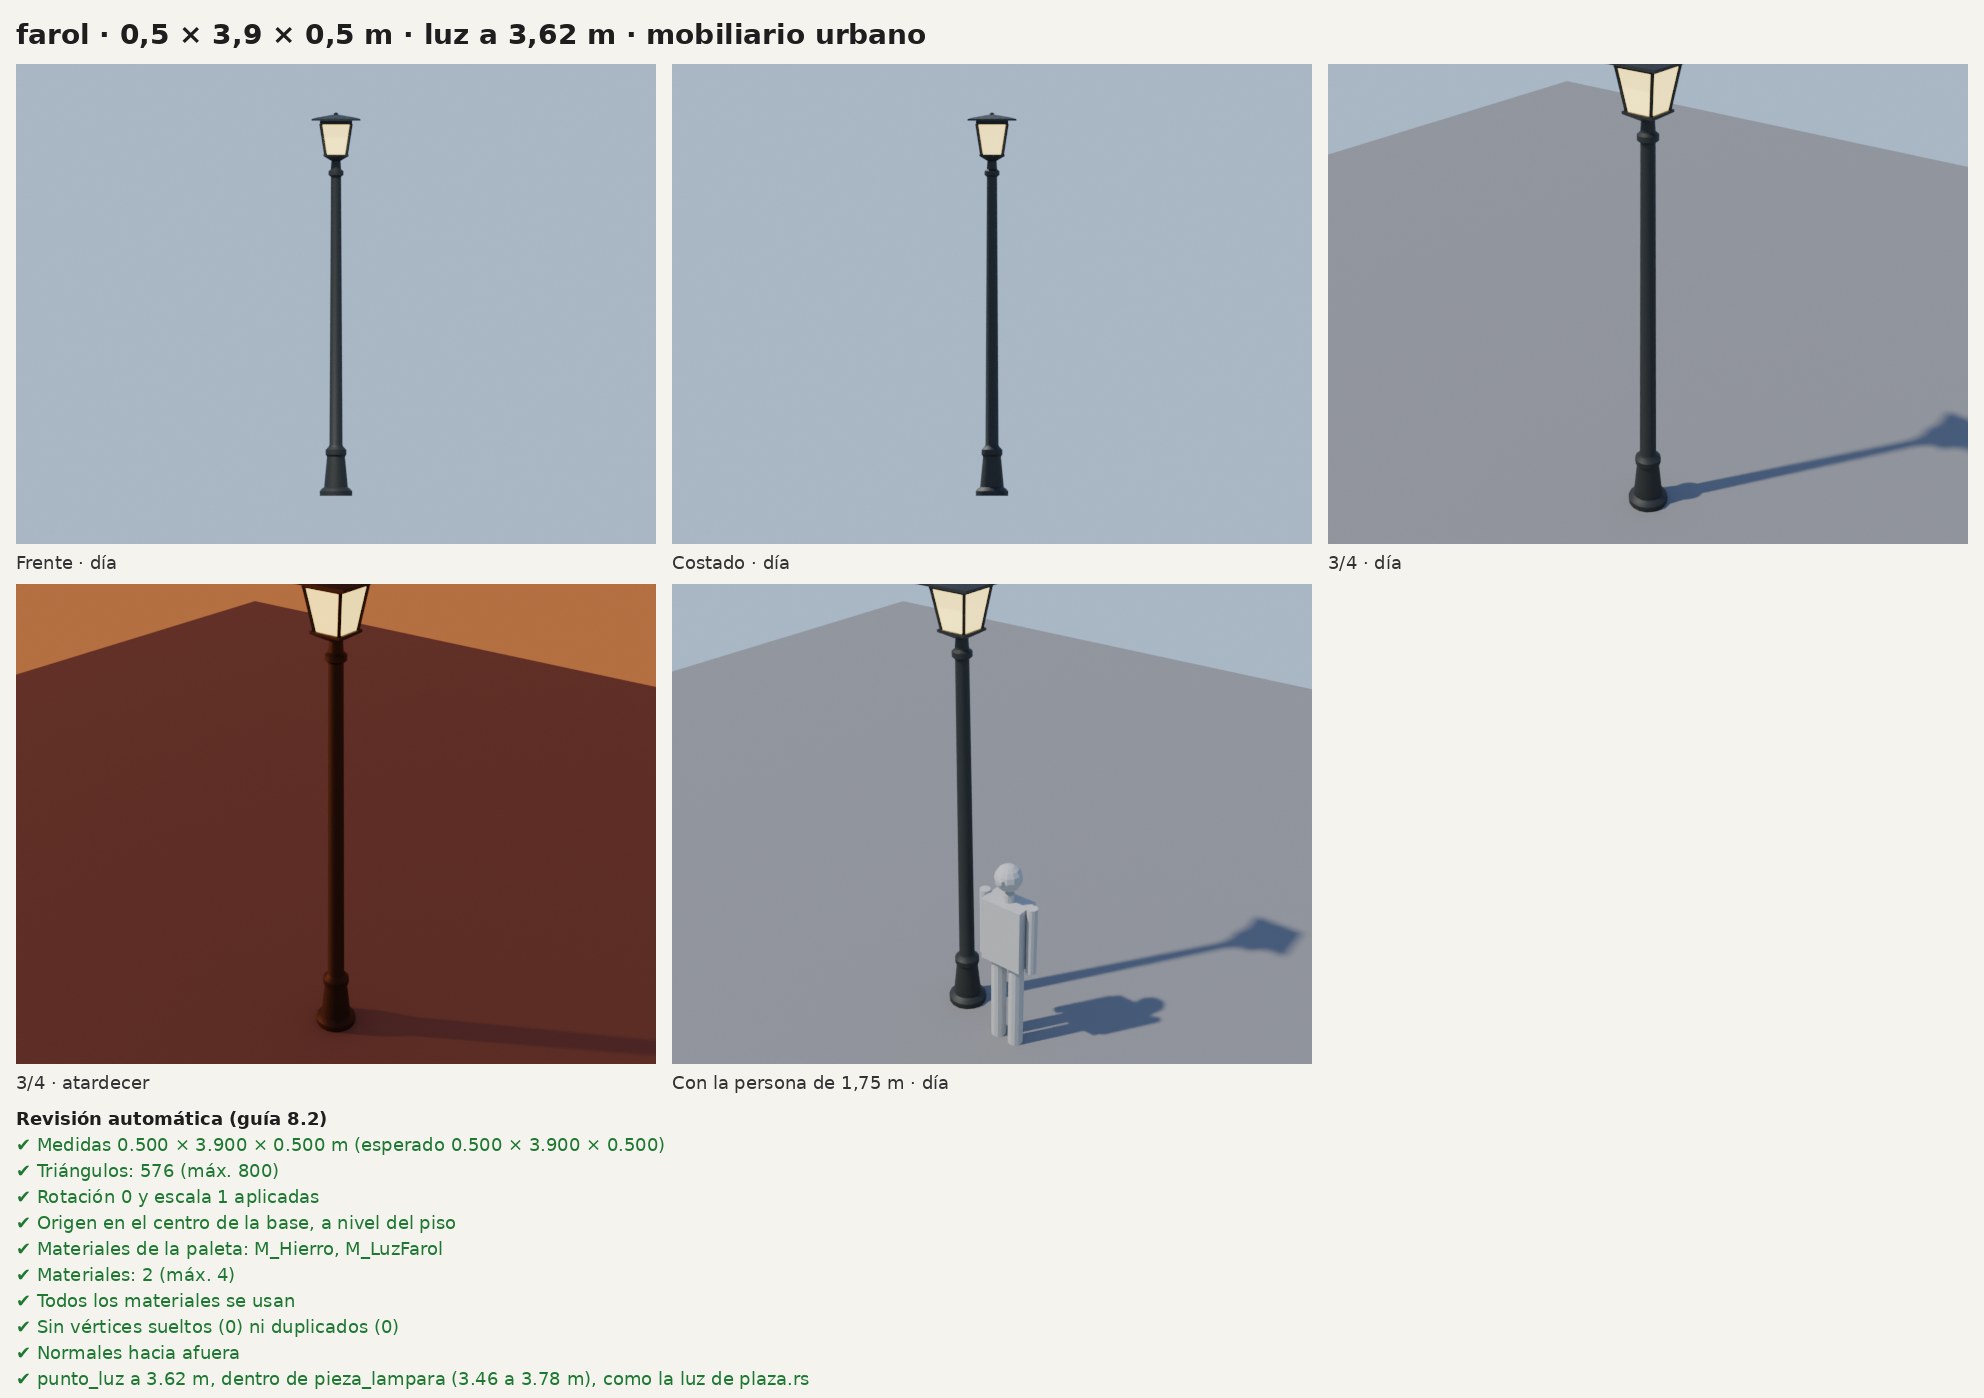 farol · 0,5 × 3,9 × 0,5 m · luz a 3,62 m · mobiliario urbano
Frente · día
Costado · día
3/4 · día
3/4 · atardecer
Con la persona de 1,75 m · día
Revisión automática (guía 8.2)
✔ Medidas 0.500 × 3.900 × 0.500 m (esperado 0.500 × 3.900 × 0.500)
✔ Triángulos: 576 (máx. 800)
✔ Rotación 0 y escala 1 aplicadas
✔ Origen en el centro de la base, a nivel del piso
✔ Materiales de la paleta: M_Hierro, M_LuzFarol
✔ Materiales: 2 (máx. 4)
✔ Todos los materiales se usan
✔ Sin vértices sueltos (0) ni duplicados (0)
✔ Normales hacia afuera
✔ punto_luz a 3.62 m, dentro de pieza_lampara (3.46 a 3.78 m), como la luz de plaza.rs